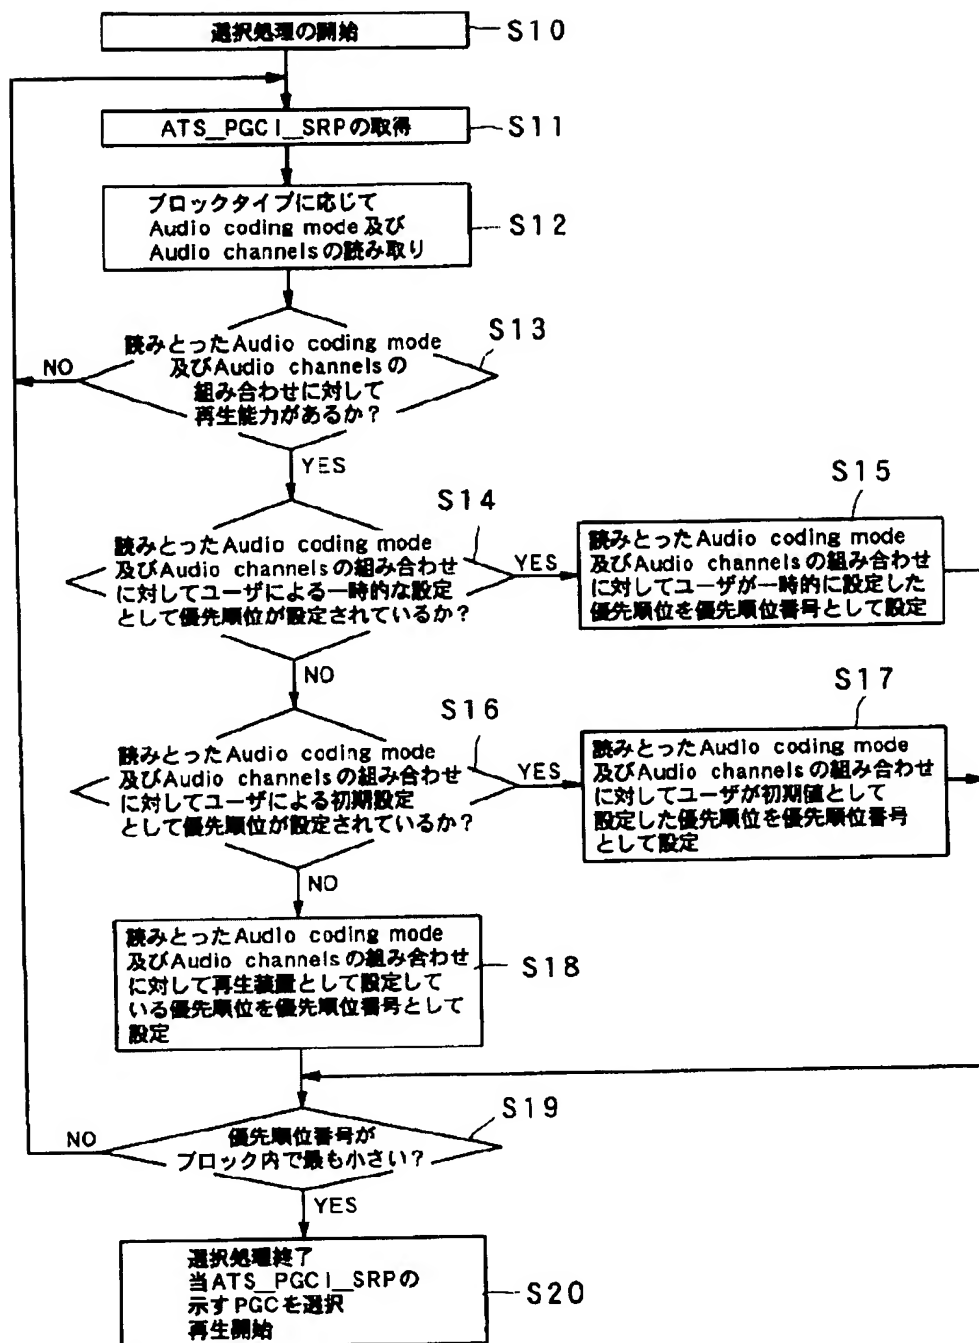 選択処理の開始
S10
ATS_PGCI_SRPの取得
S11
ブロックタイプに応じて
Audio coding mode及び
Audio channelsの読み取り
S12
読みとったAudio coding mode
及びAudio channelsの
組み合わせに対して
再生能力があるか?
S13
NO
YES
読みとったAudio coding mode
及びAudio channelsの組み合わせ
に対してユーザによる一時的な設定
として優先順位が設定されているか?
S14
YES
S15
読みとったAudio coding mode
及びAudio channelsの組み合わせ
に対してユーザが一時的に設定した
優先順位を優先順位番号として設定
NO
読みとったAudio coding mode
及びAudio channelsの組み合わせ
に対してユーザによる初期設定
として優先順位が設定されているか?
S16
YES
S17
読みとったAudio coding mode
及びAudio channelsの組み合わせ
に対してユーザが初期値として
設定した優先順位を優先順位番号
として設定
NO
読みとったAudio coding mode
及びAudio channelsの組み合わせ
に対して再生装置として設定して
いる優先順位を優先順位番号として
設定
S18
優先順位番号が
ブロック内で最も小さい?
S19
NO
YES
選択処理終了
当ATS_PGCI_SRPの
示すPGCを選択
再生開始
S20